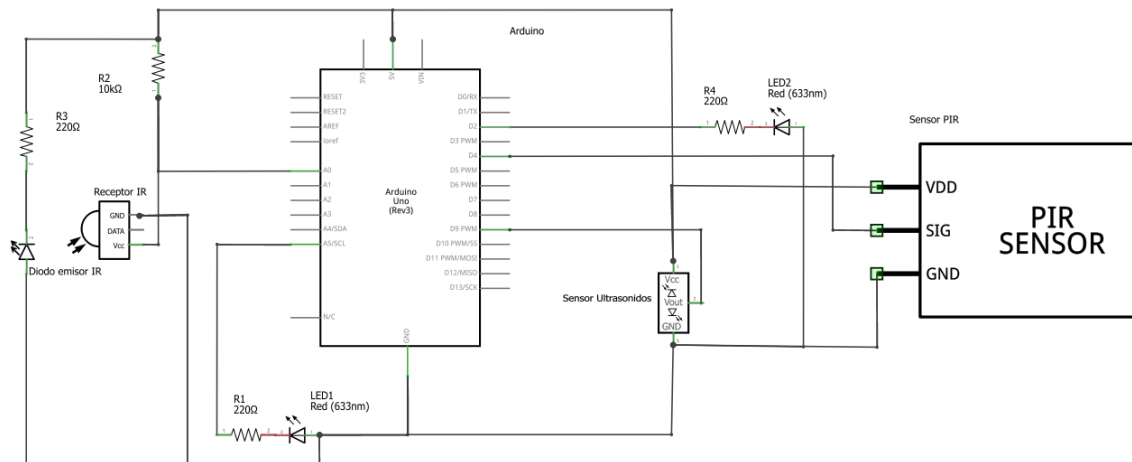 Arduino
R2
10kΩ
R3
220Ω
Receptor IR
GND
DATA
Vcc
Diodo emisor IR
3V3
5V
VIN
RESET
RESET2
AREF
Ioref
A0
A1
A2
A3
A4/SDA
A5/SCL
N/C
Arduino
Uno
(Rev3)
D0/RX
D1/TX
D2
D3 PWM
D4
D5 PWM
D6 PWM
D7
D8
D9 PWM
D10 PWM/SS
D11 PWM/MOSI
D12/MISO
D13/SCK
GND
R4
220Ω
LED2
Red (633nm)
Sensor PIR
VDD
SIG
GND
PIR
SENSOR
Sensor Ultrasonidos
Vcc
Vout
GND
R1
220Ω
LED1
Red (633nm)